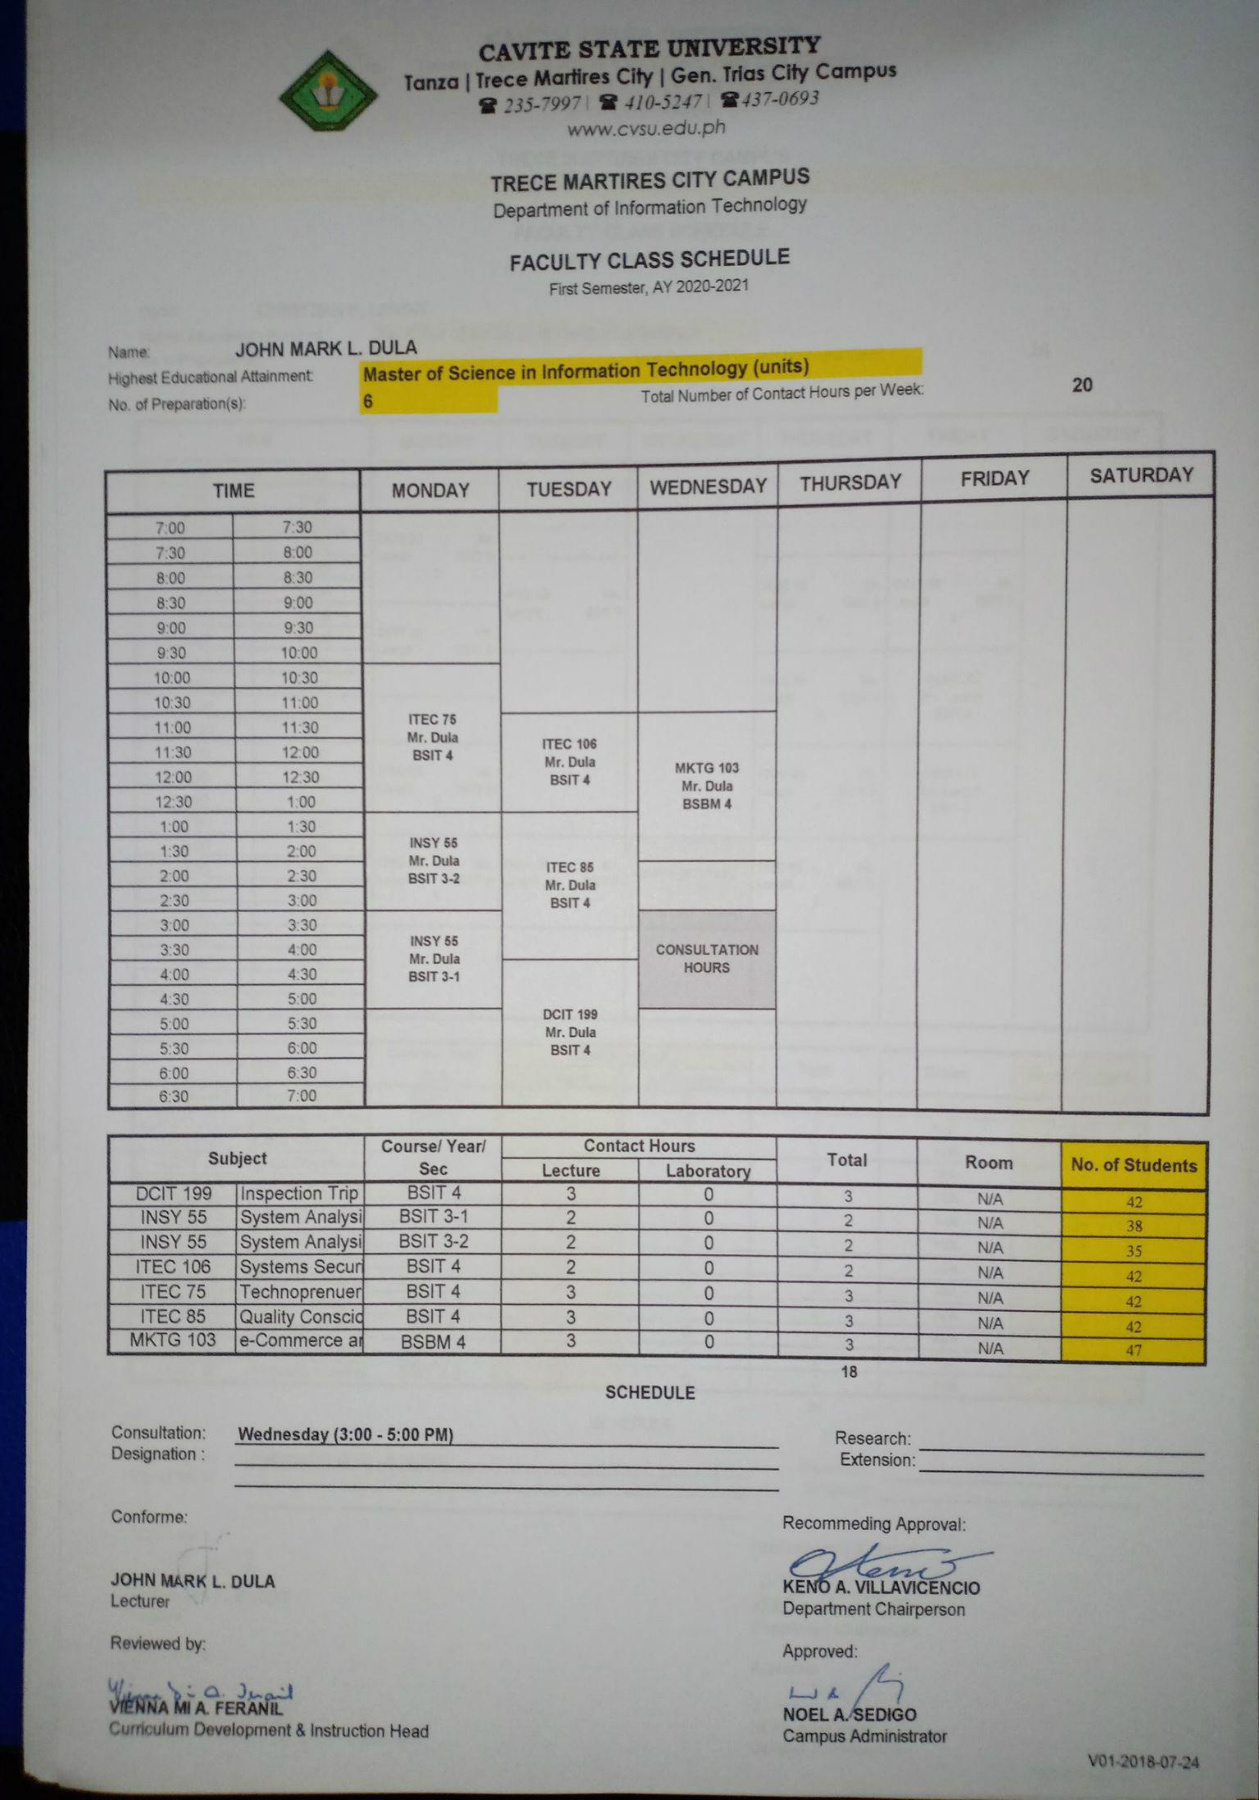 CAVITE STATE UNIVERSITY
Tanza | Trece Martires City | Gen. Trias City Campus
☎ 235-7997 | ☎ 410-5247 | ☎ 437-0693
www.cvsu.edu.ph
TRECE MARTIRES CITY CAMPUS
Department of Information Technology
FACULTY CLASS SCHEDULE
First Semester, AY 2020-2021
Name: JOHN MARK L. DULA
Highest Educational Attainment: Master of Science in Information Technology (units)
No. of Preparation(s): 6 Total Number of Contact Hours per Week: 20
TIME MONDAY TUESDAY WEDNESDAY THURSDAY FRIDAY SATURDAY
7:00 7:30
7:30 8:00
8:00 8:30
8:30 9:00
9:00 9:30
9:30 10:00
10:00 10:30
10:30 11:00
11:00 11:30
11:30 12:00
12:00 12:30
12:30 1:00
1:00 1:30
1:30 2:00
2:00 2:30
2:30 3:00
3:00 3:30
3:30 4:00
4:00 4:30
4:30 5:00
5:00 5:30
5:30 6:00
6:00 6:30
6:30 7:00
ITEC 75
Mr. Dula
BSIT 4
INSY 55
Mr. Dula
BSIT 3-2
INSY 55
Mr. Dula
BSIT 3-1
ITEC 106
Mr. Dula
BSIT 4
ITEC 85
Mr. Dula
BSIT 4
DCIT 199
Mr. Dula
BSIT 4
MKTG 103
Mr. Dula
BSBM 4
CONSULTATION
HOURS
Subject Course/ Year/ Sec Contact Hours Total Room No. of Students
Lecture Laboratory
DCIT 199 Inspection Trip BSIT 4 3 0 3 N/A 42
INSY 55 System Analysi BSIT 3-1 2 0 2 N/A 38
INSY 55 System Analysi BSIT 3-2 2 0 2 N/A 35
ITEC 106 Systems Secur BSIT 4 2 0 2 N/A 42
ITEC 75 Technoprenuer BSIT 4 3 0 3 N/A 42
ITEC 85 Quality Conscio BSIT 4 3 0 3 N/A 42
MKTG 103 e-Commerce ar BSBM 4 3 0 3 N/A 47
18
SCHEDULE
Consultation: Wednesday (3:00 - 5:00 PM) Research:
Designation : Extension:
Conforme:
Recommeding Approval:
JOHN MARK L. DULA
Lecturer
KENO A. VILLAVICENCIO
Department Chairperson
Reviewed by:
Approved:
VIENNA MI A. FERANIL
Curriculum Development & Instruction Head
NOEL A. SEDIGO
Campus Administrator
V01-2018-07-24